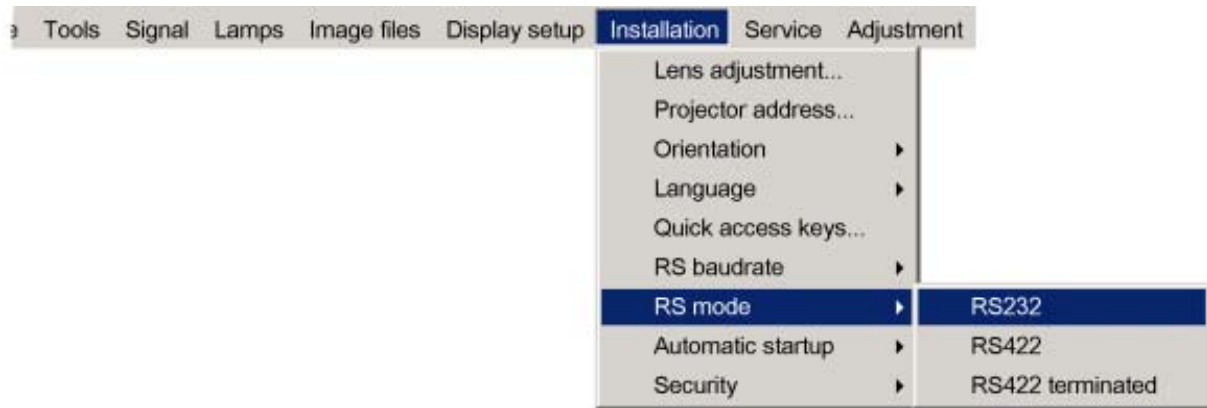 Tools Signal Lamps Image files Display setup Installation Service Adjustment
Lens adjustment...
Projector address...
Orientation
Language
Quick access keys...
RS baudrate
RS mode RS232
Automatic startup RS422
Security RS422 terminated